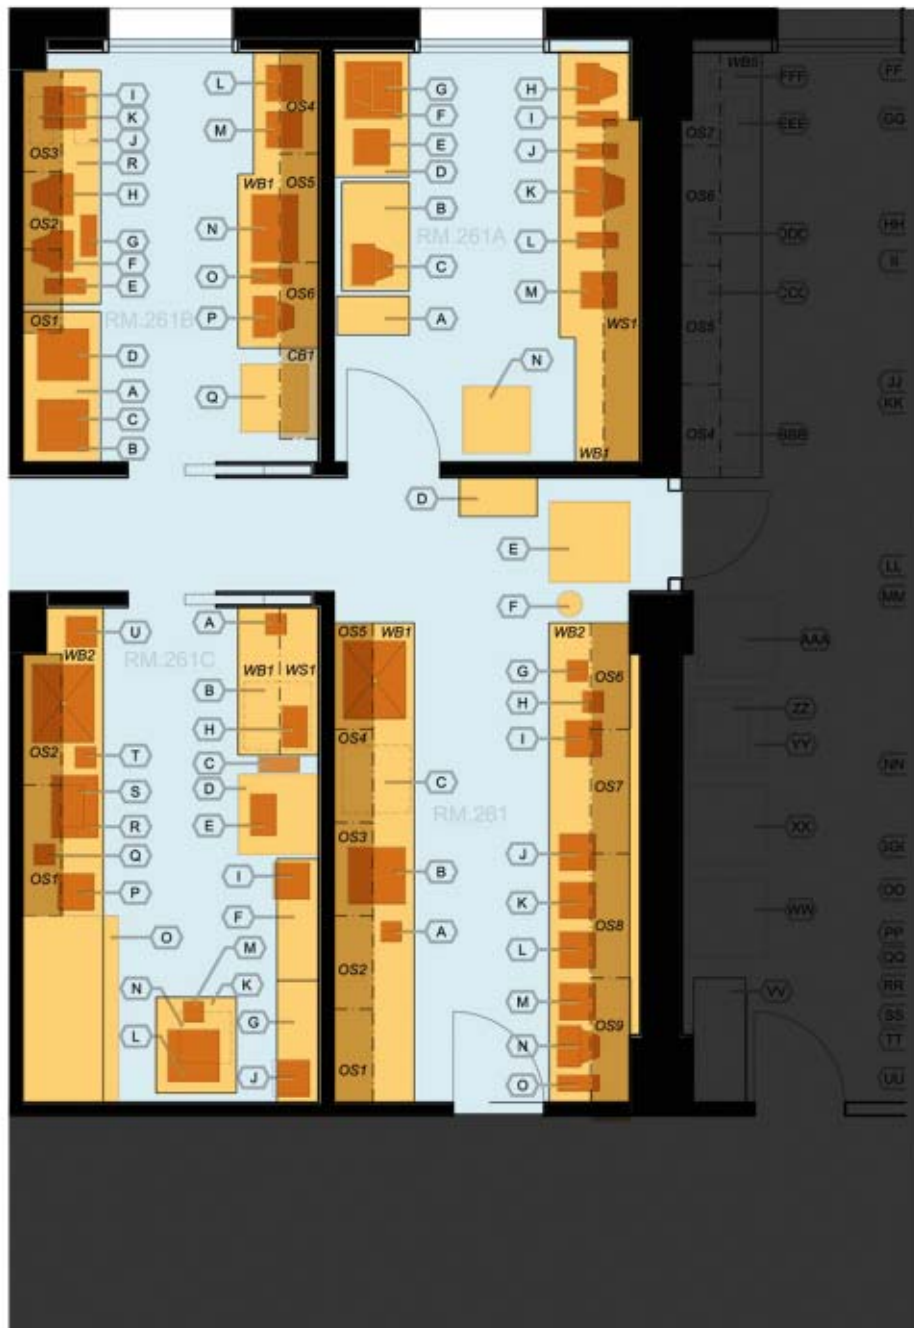 I
K
J
R
H
G
F
E
D
A
C
B
OS3
OS2
OS1
RM.261B
L
M
N
O
P
Q
OS4
OS5
OS6
WB1
CB1
G
F
E
D
B
C
A
RM.261A
N
H
I
J
K
L
M
WS1
WB1
D
E
F
U
WB2
RM.261C
OS2
T
S
R
Q
P
OS1
O
N
M
K
L
A
WB1
WS1
B
H
C
D
E
I
F
G
J
OS5
WB1
OS4
C
RM.261
OS3
B
A
OS2
OS1
WB2
G
H
I
J
K
L
M
N
O
OS6
OS7
OS8
OS9
WB5
FFF
EEE
OS7
OS6
DDD
CCC
OS5
OS4
BBB
AAA
ZZ
YY
XX
WW
VV
FF
GG
HH
II
JJ
KK
LL
MM
NN
OO
PP
QQ
RR
SS
TT
UU